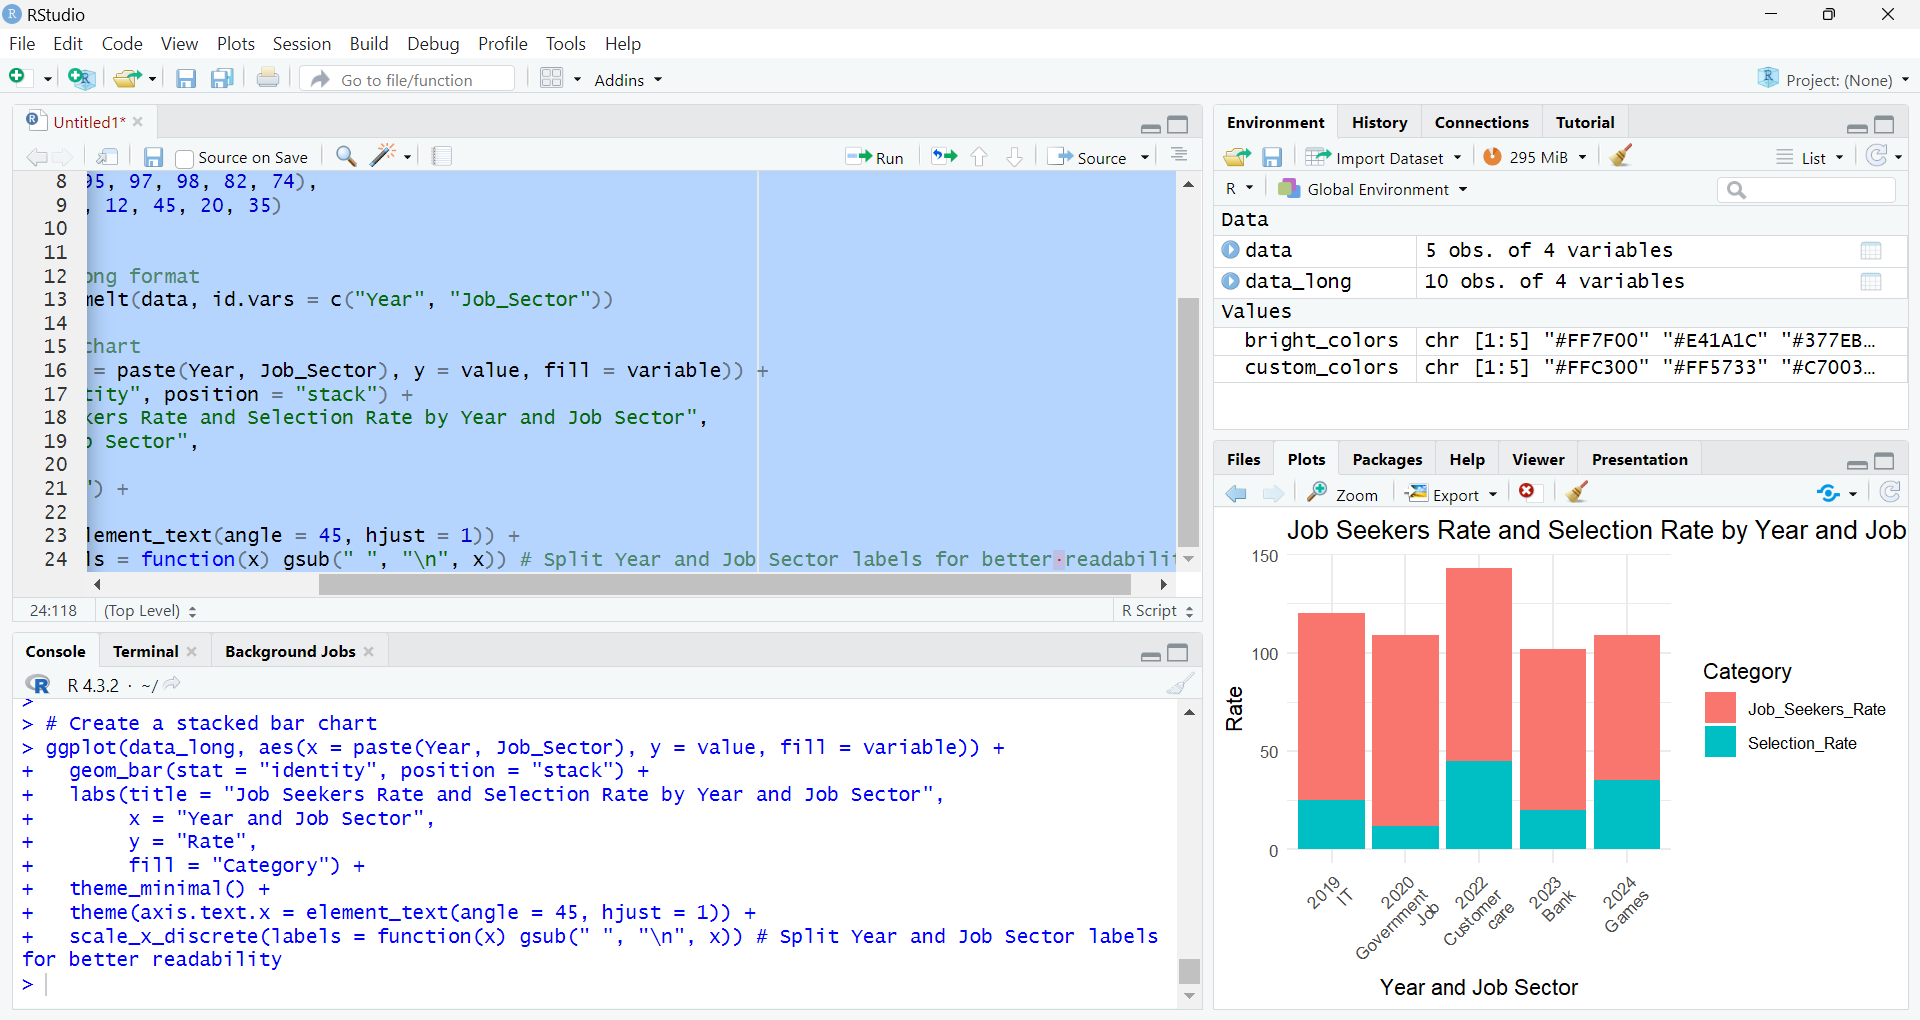 RStudio
File Edit Code View Plots Session Build Debug Profile Tools Help
Go to file/function Addins Project: (None)
Untitled1*
Source on Save Run Source
8 95, 97, 98, 82, 74),
9 , 12, 45, 20, 35)
10
11
12 ong format
13 melt(data, id.vars = c("Year", "Job_Sector"))
14
15 chart
16 = paste(Year, Job_Sector), y = value, fill = variable)) +
17 tity", position = "stack") +
18 kers Rate and Selection Rate by Year and Job Sector",
19 b Sector",
20
21 ") +
22
23 lement_text(angle = 45, hjust = 1)) +
24 ls = function(x) gsub(" ", "\n", x)) # Split Year and Job Sector labels for better readabili
24:118 (Top Level) R Script
Console Terminal Background Jobs
R R 4.3.2 · ~/
>
> # Create a stacked bar chart
> ggplot(data_long, aes(x = paste(Year, Job_Sector), y = value, fill = variable)) +
+ geom_bar(stat = "identity", position = "stack") +
+ labs(title = "Job Seekers Rate and Selection Rate by Year and Job Sector",
+ x = "Year and Job Sector",
+ y = "Rate",
+ fill = "Category") +
+ theme_minimal() +
+ theme(axis.text.x = element_text(angle = 45, hjust = 1)) +
+ scale_x_discrete(labels = function(x) gsub(" ", "\n", x)) # Split Year and Job Sector labels
for better readability
>
Environment History Connections Tutorial
Import Dataset 295 MiB List
R Global Environment
Data
data 5 obs. of 4 variables
data_long 10 obs. of 4 variables
Values
bright_colors chr [1:5] "#FF7F00" "#E41A1C" "#377EB…
custom_colors chr [1:5] "#FFC300" "#FF5733" "#C7003…
Files Plots Packages Help Viewer Presentation
Zoom Export
Job Seekers Rate and Selection Rate by Year and Job
150
100
50
0
Rate
2019
IT
2020
Government
Job
2022
Customer
care
2023
Bank
2024
Games
Year and Job Sector
Category
Job_Seekers_Rate
Selection_Rate